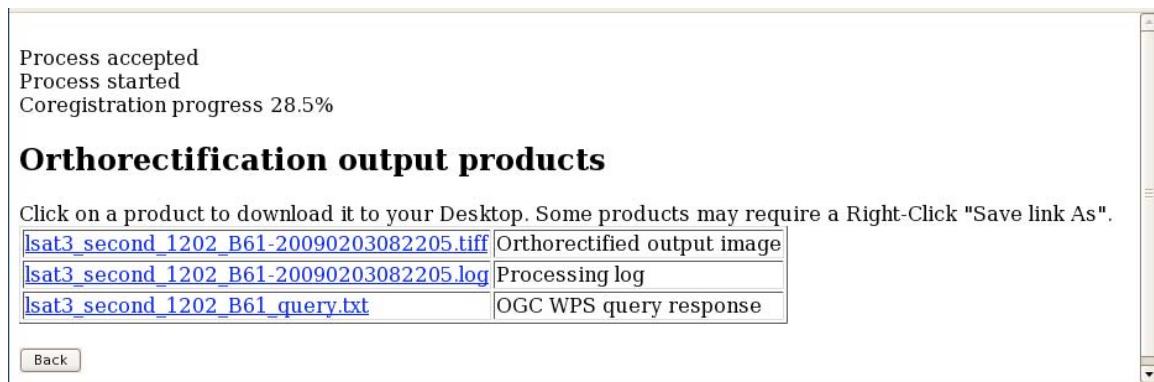 Process accepted
Process started
Coregistration progress 28.5%
Orthorectification output products
Click on a product to download it to your Desktop. Some products may require a Right-Click "Save link As".
lsat3_second_1202_B61-20090203082205.tiff Orthorectified output image
lsat3_second_1202_B61-20090203082205.log Processing log
lsat3_second_1202_B61_query.txt OGC WPS query response
Back